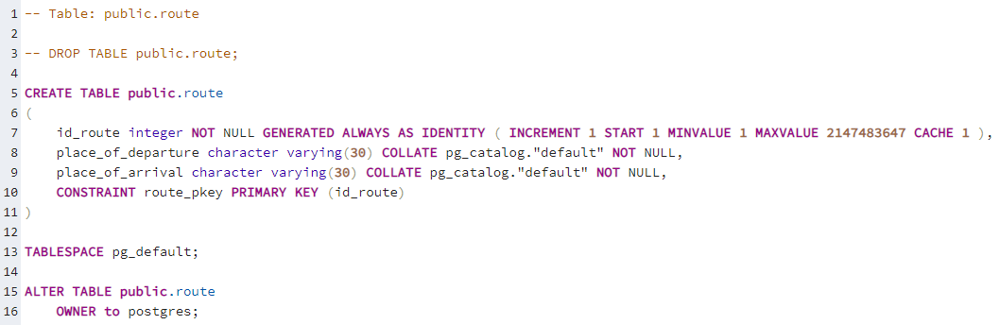 1 -- Table: public.route
2
3 -- DROP TABLE public.route;
4
5 CREATE TABLE public.route
6 (
7     id_route integer NOT NULL GENERATED ALWAYS AS IDENTITY ( INCREMENT 1 START 1 MINVALUE 1 MAXVALUE 2147483647 CACHE 1 ),
8     place_of_departure character varying(30) COLLATE pg_catalog."default" NOT NULL,
9     place_of_arrival character varying(30) COLLATE pg_catalog."default" NOT NULL,
10     CONSTRAINT route_pkey PRIMARY KEY (id_route)
11 )
12
13 TABLESPACE pg_default;
14
15 ALTER TABLE public.route
16     OWNER to postgres;